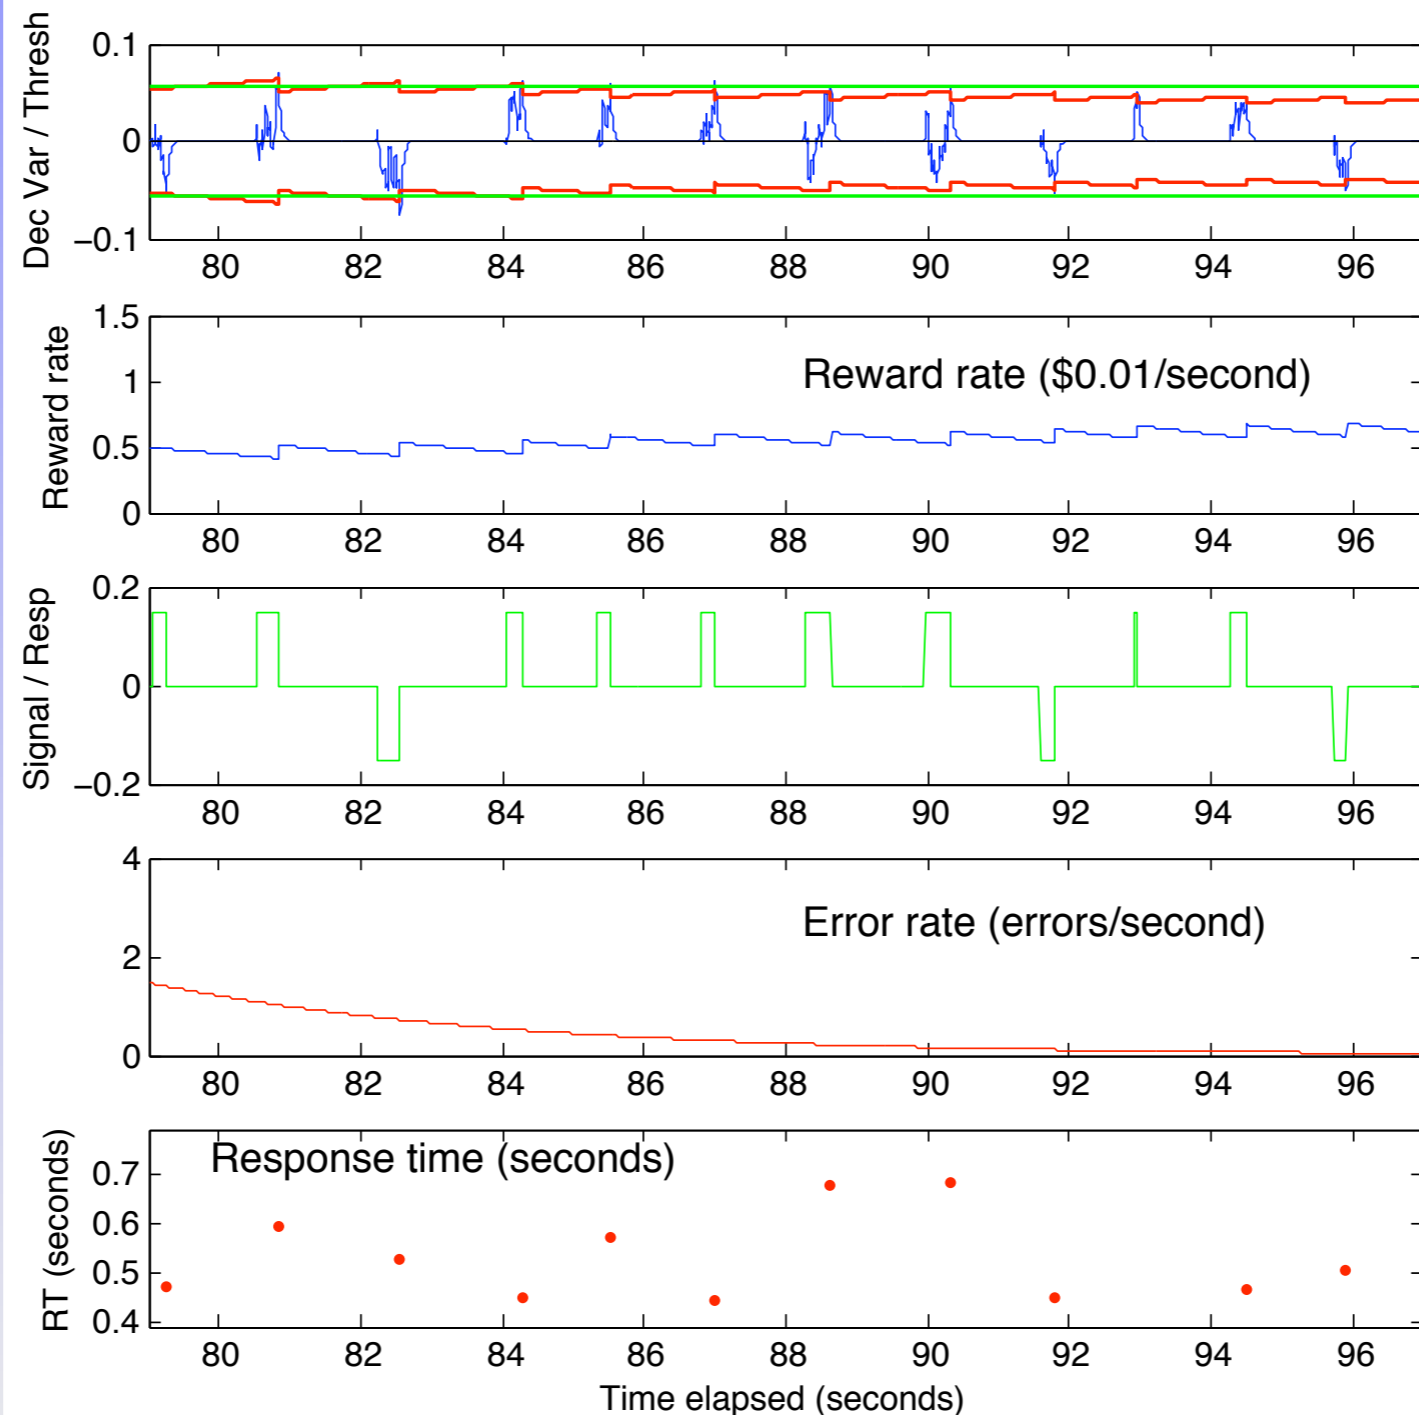 Dec Var / Thresh
0.1
0
−0.1
80 82 84 86 88 90 92 94 96
Reward rate
1.5
1
0.5
0
Reward rate ($0.01/second)
80 82 84 86 88 90 92 94 96
Signal / Resp
0.2
0
−0.2
80 82 84 86 88 90 92 94 96
4
2
0
Error rate (errors/second)
80 82 84 86 88 90 92 94 96
RT (seconds)
Response time (seconds)
0.7
0.6
0.5
0.4
80 82 84 86 88 90 92 94 96
Time elapsed (seconds)